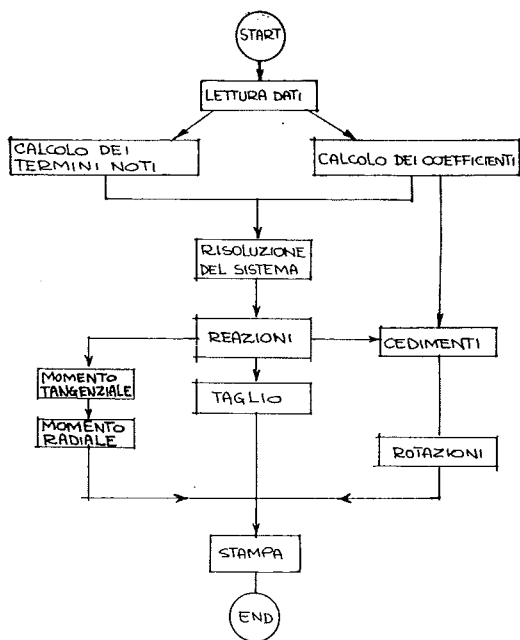 START
LETTURA DATI
CALCOLO DEI
TERMINI NOTI
CALCOLO DEI COEFFICIENTI
RISOLUZIONE
DEL SISTEMA
REAZIONI
CEDIMENTI
MOMENTO
TANGENZIALE
TAGLIO
MOMENTO
RADIALE
ROTAZIONI
STAMPA
END